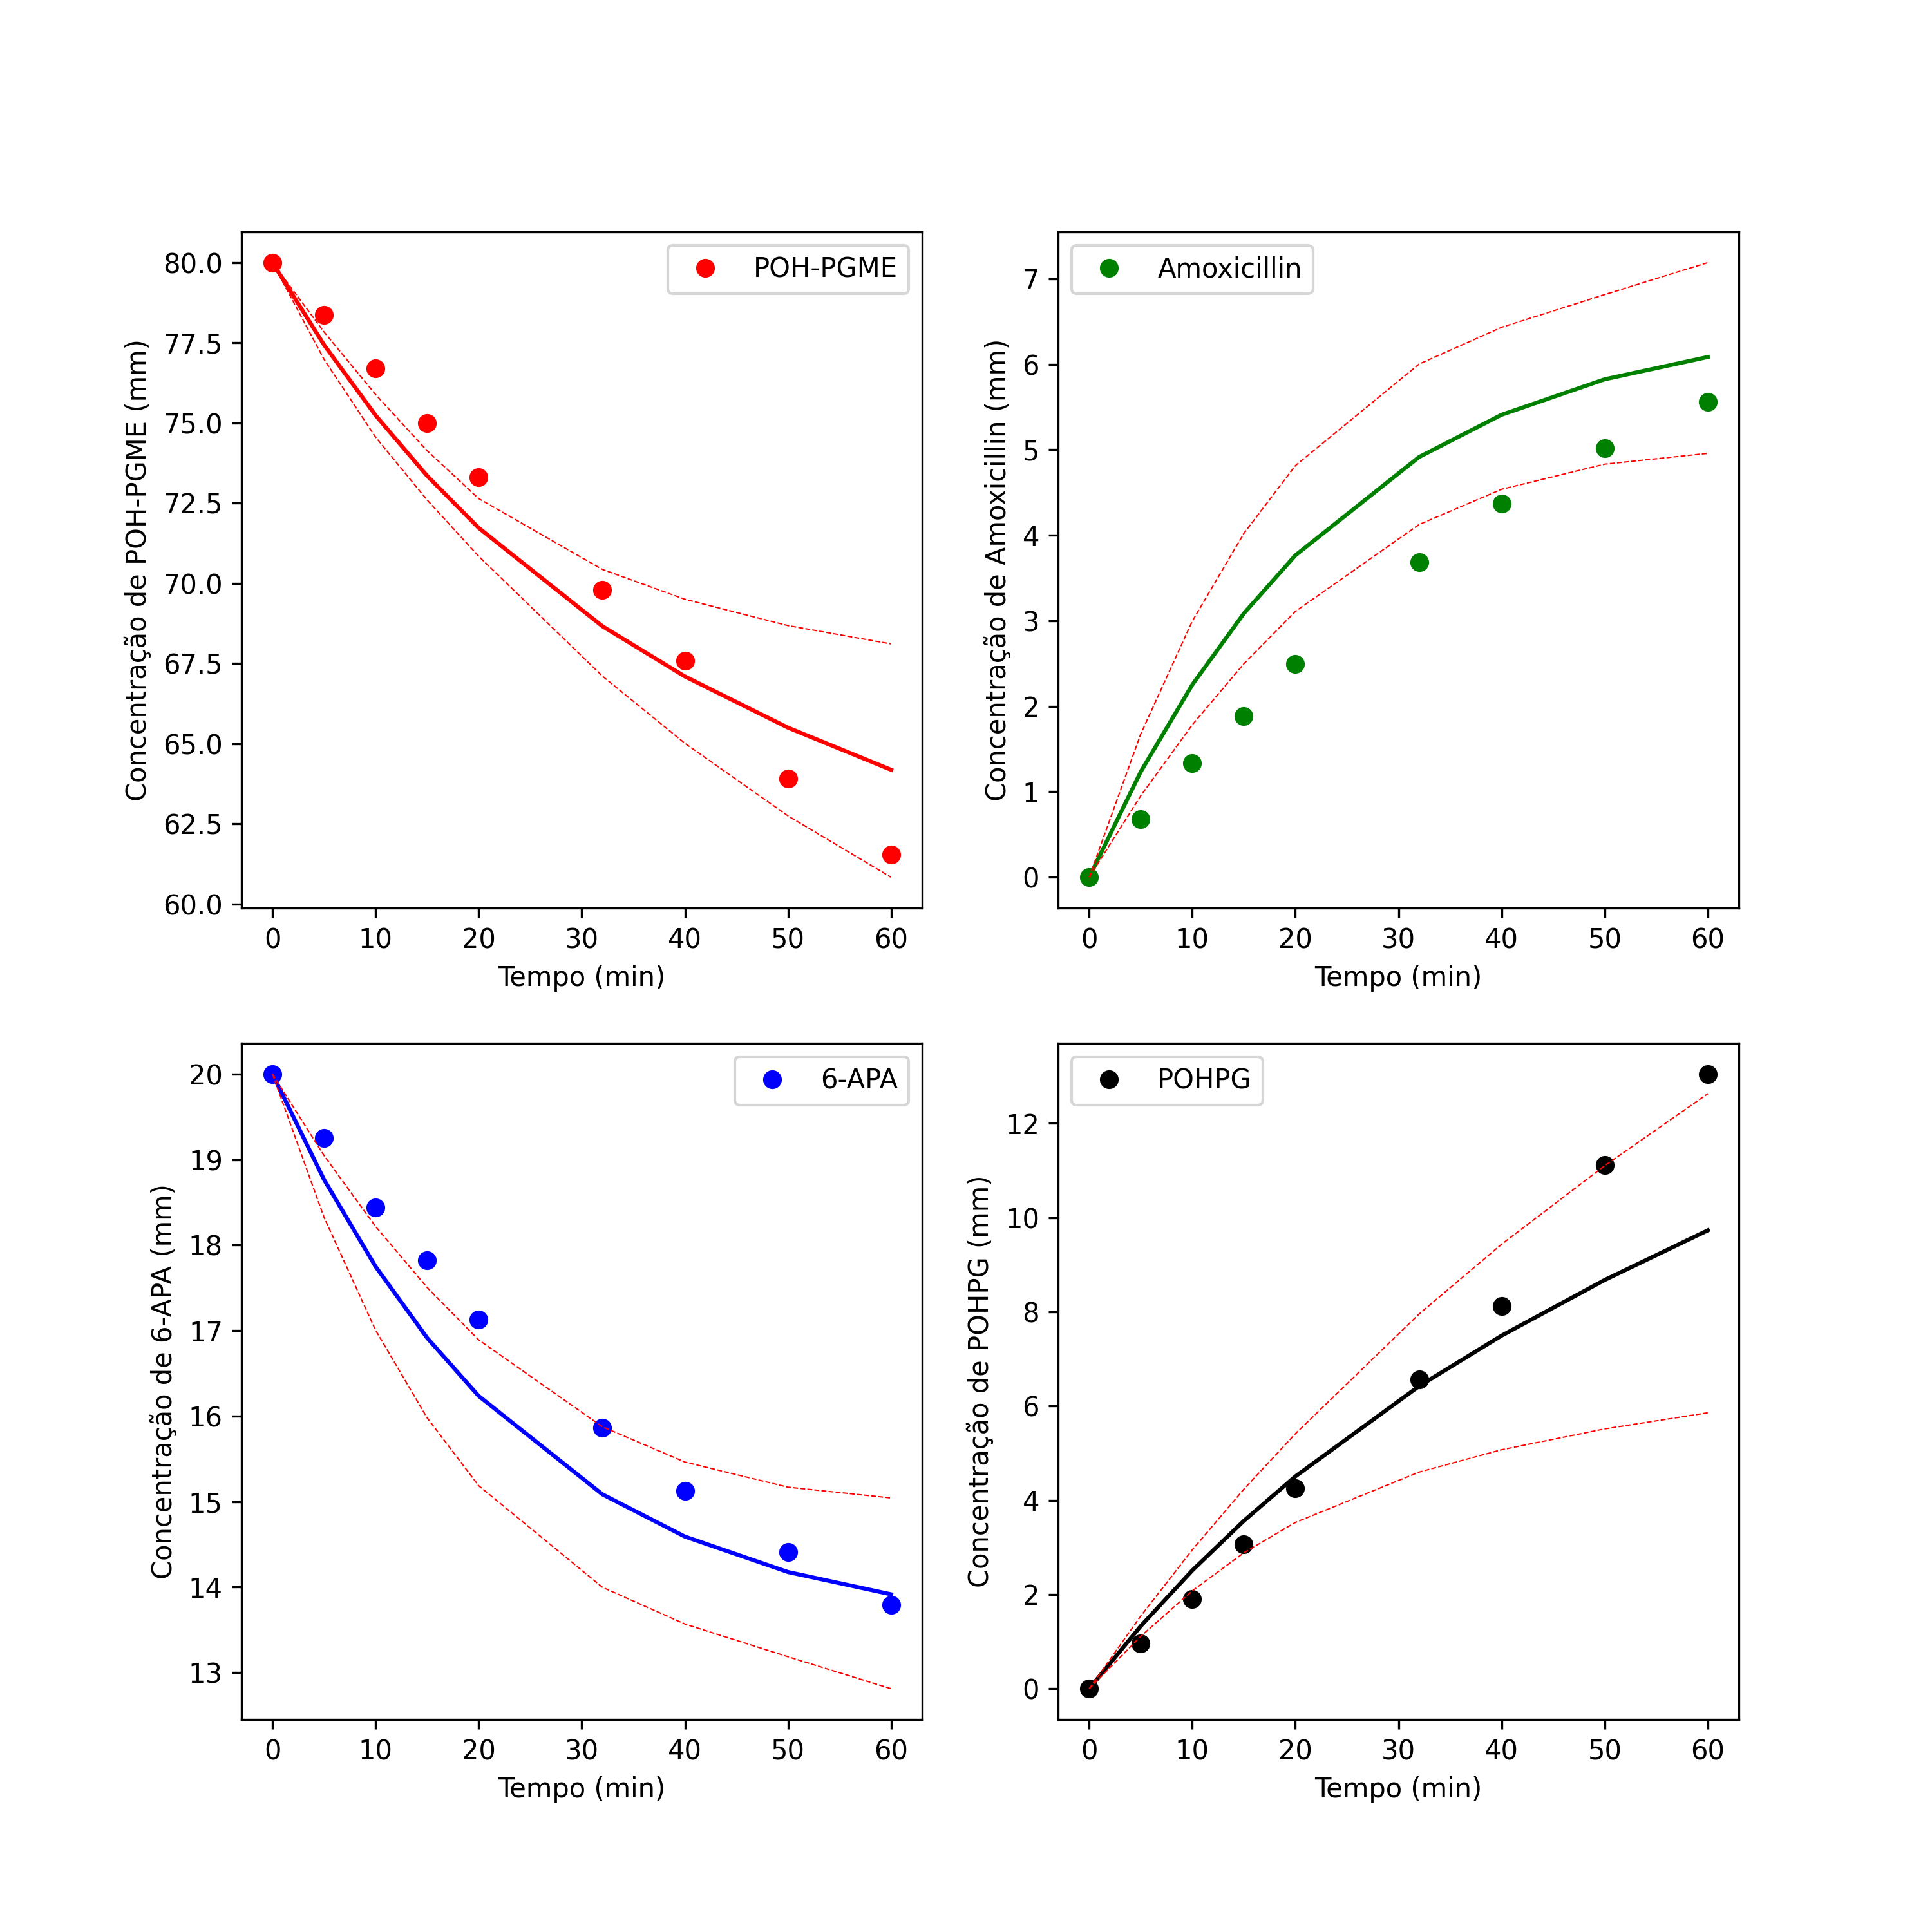 POH-PGME
80.0
77.5
75.0
72.5
70.0
67.5
65.0
62.5
60.0
Concentração de POH-PGME (mm)
0 10 20 30 40 50 60
Tempo (min)
Amoxicillin
7
6
5
4
3
2
1
0
Concentração de Amoxicillin (mm)
0 10 20 30 40 50 60
Tempo (min)
6-APA
20
19
18
17
16
15
14
13
Concentração de 6-APA (mm)
0 10 20 30 40 50 60
Tempo (min)
POHPG
12
10
8
6
4
2
0
Concentração de POHPG (mm)
0 10 20 30 40 50 60
Tempo (min)